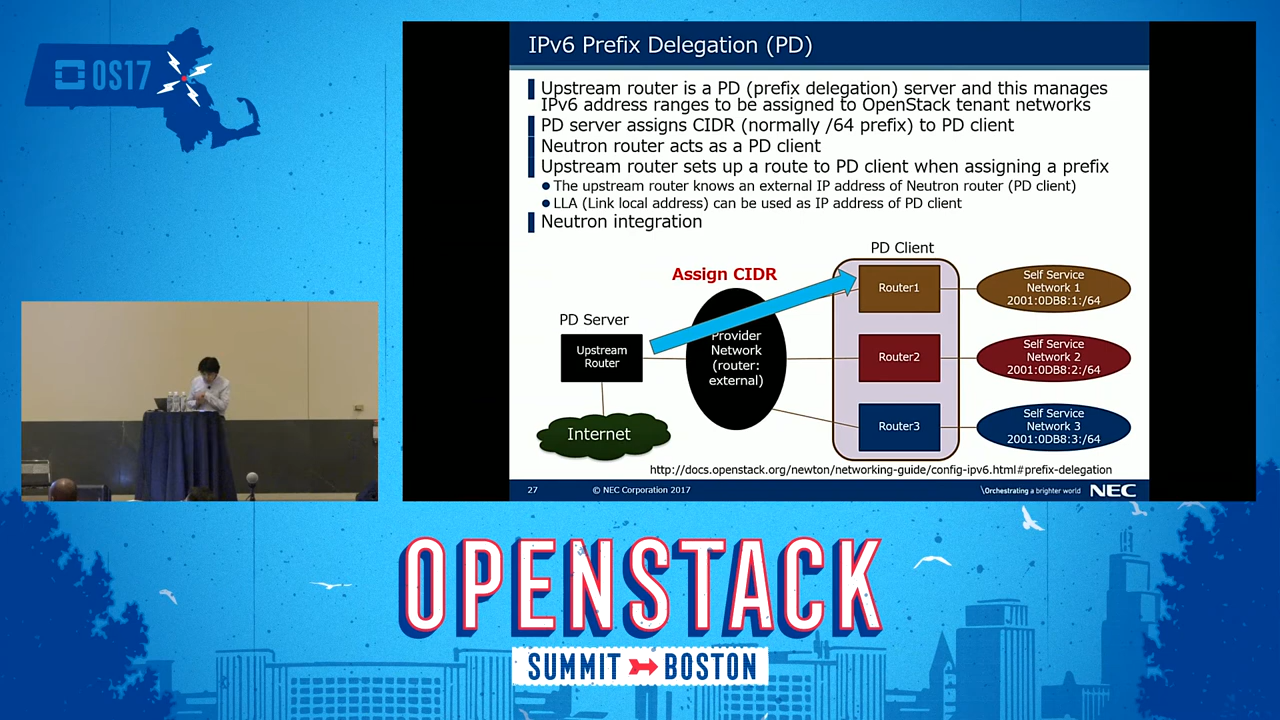 OS17
IPv6 Prefix Delegation (PD)
Upstream router is a PD (prefix delegation) server and this manages
IPv6 address ranges to be assigned to OpenStack tenant networks
PD server assigns CIDR (normally /64 prefix) to PD client
Neutron router acts as a PD client
Upstream router sets up a route to PD client when assigning a prefix
The upstream router knows an external IP address of Neutron router (PD client)
LLA (Link local address) can be used as IP address of PD client
Neutron integration
PD Client
Assign CIDR
PD Server
Upstream
Router
Provider
Network
(router:
external)
Internet
Router1
Router2
Router3
Self Service
Network 1
2001:0DB8:1:/64
Self Service
Network 2
2001:0DB8:2:/64
Self Service
Network 3
2001:0DB8:3:/64
http://docs.openstack.org/newton/networking-guide/config-ipv6.html#prefix-delegation
27
© NEC Corporation 2017
\Orchestrating a brighter world
NEC
OPENSTACK
SUMMIT BOSTON